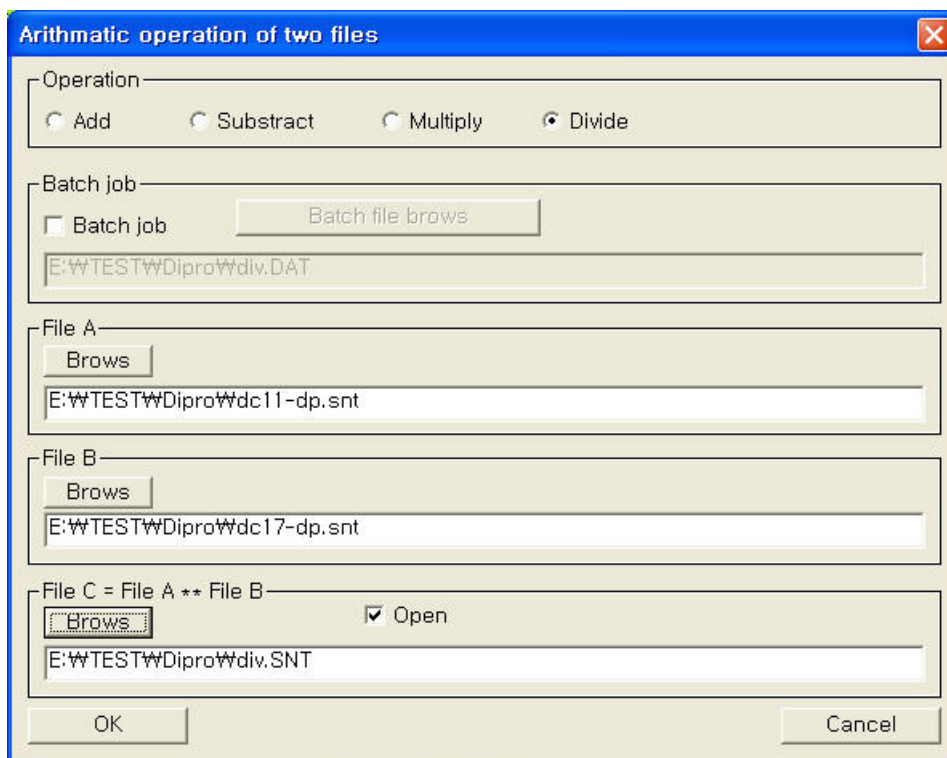 Arithmatic operation of two files
Operation
Add Substract Multiply Divide
Batch job
Batch job Batch file brows
E:₩TEST₩Dipro₩div.DAT
File A
Brows
E:₩TEST₩Dipro₩dc11-dp.snt
File B
Brows
E:₩TEST₩Dipro₩dc17-dp.snt
File C = File A ** File B
Brows Open
E:₩TEST₩Dipro₩div.SNT
OK Cancel